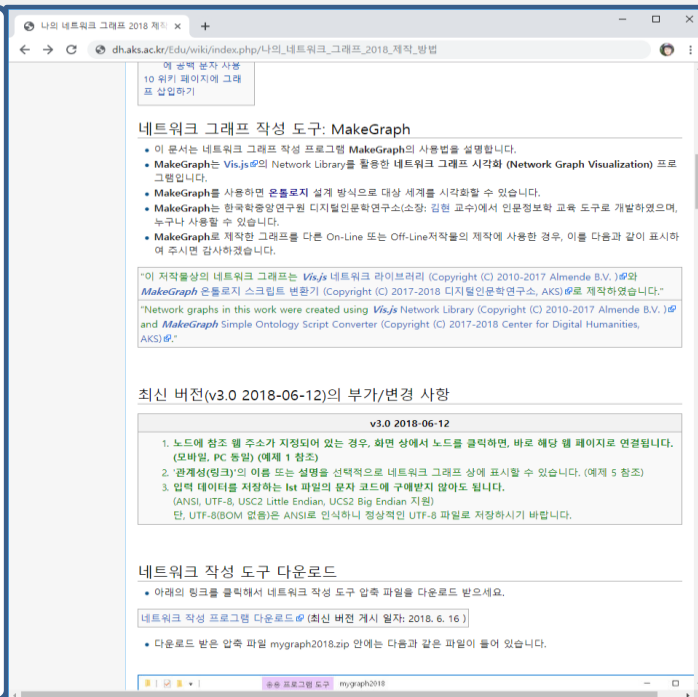 나의 네트워크 그래프 2018 제작
dh.aks.ac.kr/Edu/wiki/index.php/나의_네트워크_그래프_2018_제작_방법
에 공백 문자 사용
10 위키 페이지에 그래
프 삽입하기
네트워크 그래프 작성 도구: MakeGraph
이 문서는 네트워크 그래프 작성 프로그램 MakeGraph의 사용법을 설명합니다.
MakeGraph는 Vis.js의 Network Library를 활용한 네트워크 그래프 시각화 (Network Graph Visualization) 프로
그램입니다.
MakeGraph를 사용하면 온톨로지 설계 방식으로 대상 세계를 시각화할 수 있습니다.
MakeGraph는 한국학중앙연구원 디지털인문학연구소(소장: 김현 교수)에서 인문정보학 교육 도구로 개발하였으며,
누구나 사용할 수 있습니다.
MakeGraph로 제작한 그래프를 다른 On-Line 또는 Off-Line저작물의 제작에 사용한 경우, 이를 다음과 같이 표시하
여 주시면 감사하겠습니다.
"이 저작물상의 네트워크 그래프는 Vis.js 네트워크 라이브러리 (Copyright (C) 2010-2017 Almende B.V. )와
MakeGraph 온톨로지 스크립트 변환기 (Copyright (C) 2017-2018 디지털인문학연구소, AKS)로 제작하였습니다."
"Network graphs in this work were created using Vis.js Network Library (Copyright (C) 2010-2017 Almende B.V. )
and MakeGraph Simple Ontology Script Converter (Copyright (C) 2017-2018 Center for Digital Humanities,
AKS)."
최신 버전(v3.0 2018-06-12)의 부가/변경 사항
v3.0 2018-06-12
1. 노드에 참조 웹 주소가 지정되어 있는 경우, 화면 상에서 노드를 클릭하면, 바로 해당 웹 페이지로 연결됩니다.
(모바일, PC 동일) (예제 1 참조)
2. '관계성(링크)'의 이름 또는 설명을 선택적으로 네트워크 그래프 상에 표시할 수 있습니다. (예제 5 참조)
3. 입력 데이터를 저장하는 lst 파일의 문자 코드에 구애받지 않아도 됩니다.
(ANSI, UTF-8, USC2 Little Endian, UCS2 Big Endian 지원)
단, UTF-8(BOM 없음)은 ANSI로 인식하니 정상적인 UTF-8 파일로 저장하시기 바랍니다.
네트워크 작성 도구 다운로드
아래의 링크를 클릭해서 네트워크 작성 도구 압축 파일을 다운로드 받으세요.
네트워크 작성 프로그램 다운로드 (최신 버전 게시 일자: 2018. 6. 16 )
다운로드 받은 압축 파일 mygraph2018.zip 안에는 다음과 같은 파일이 들어 있습니다.
응용 프로그램 도구 mygraph2018